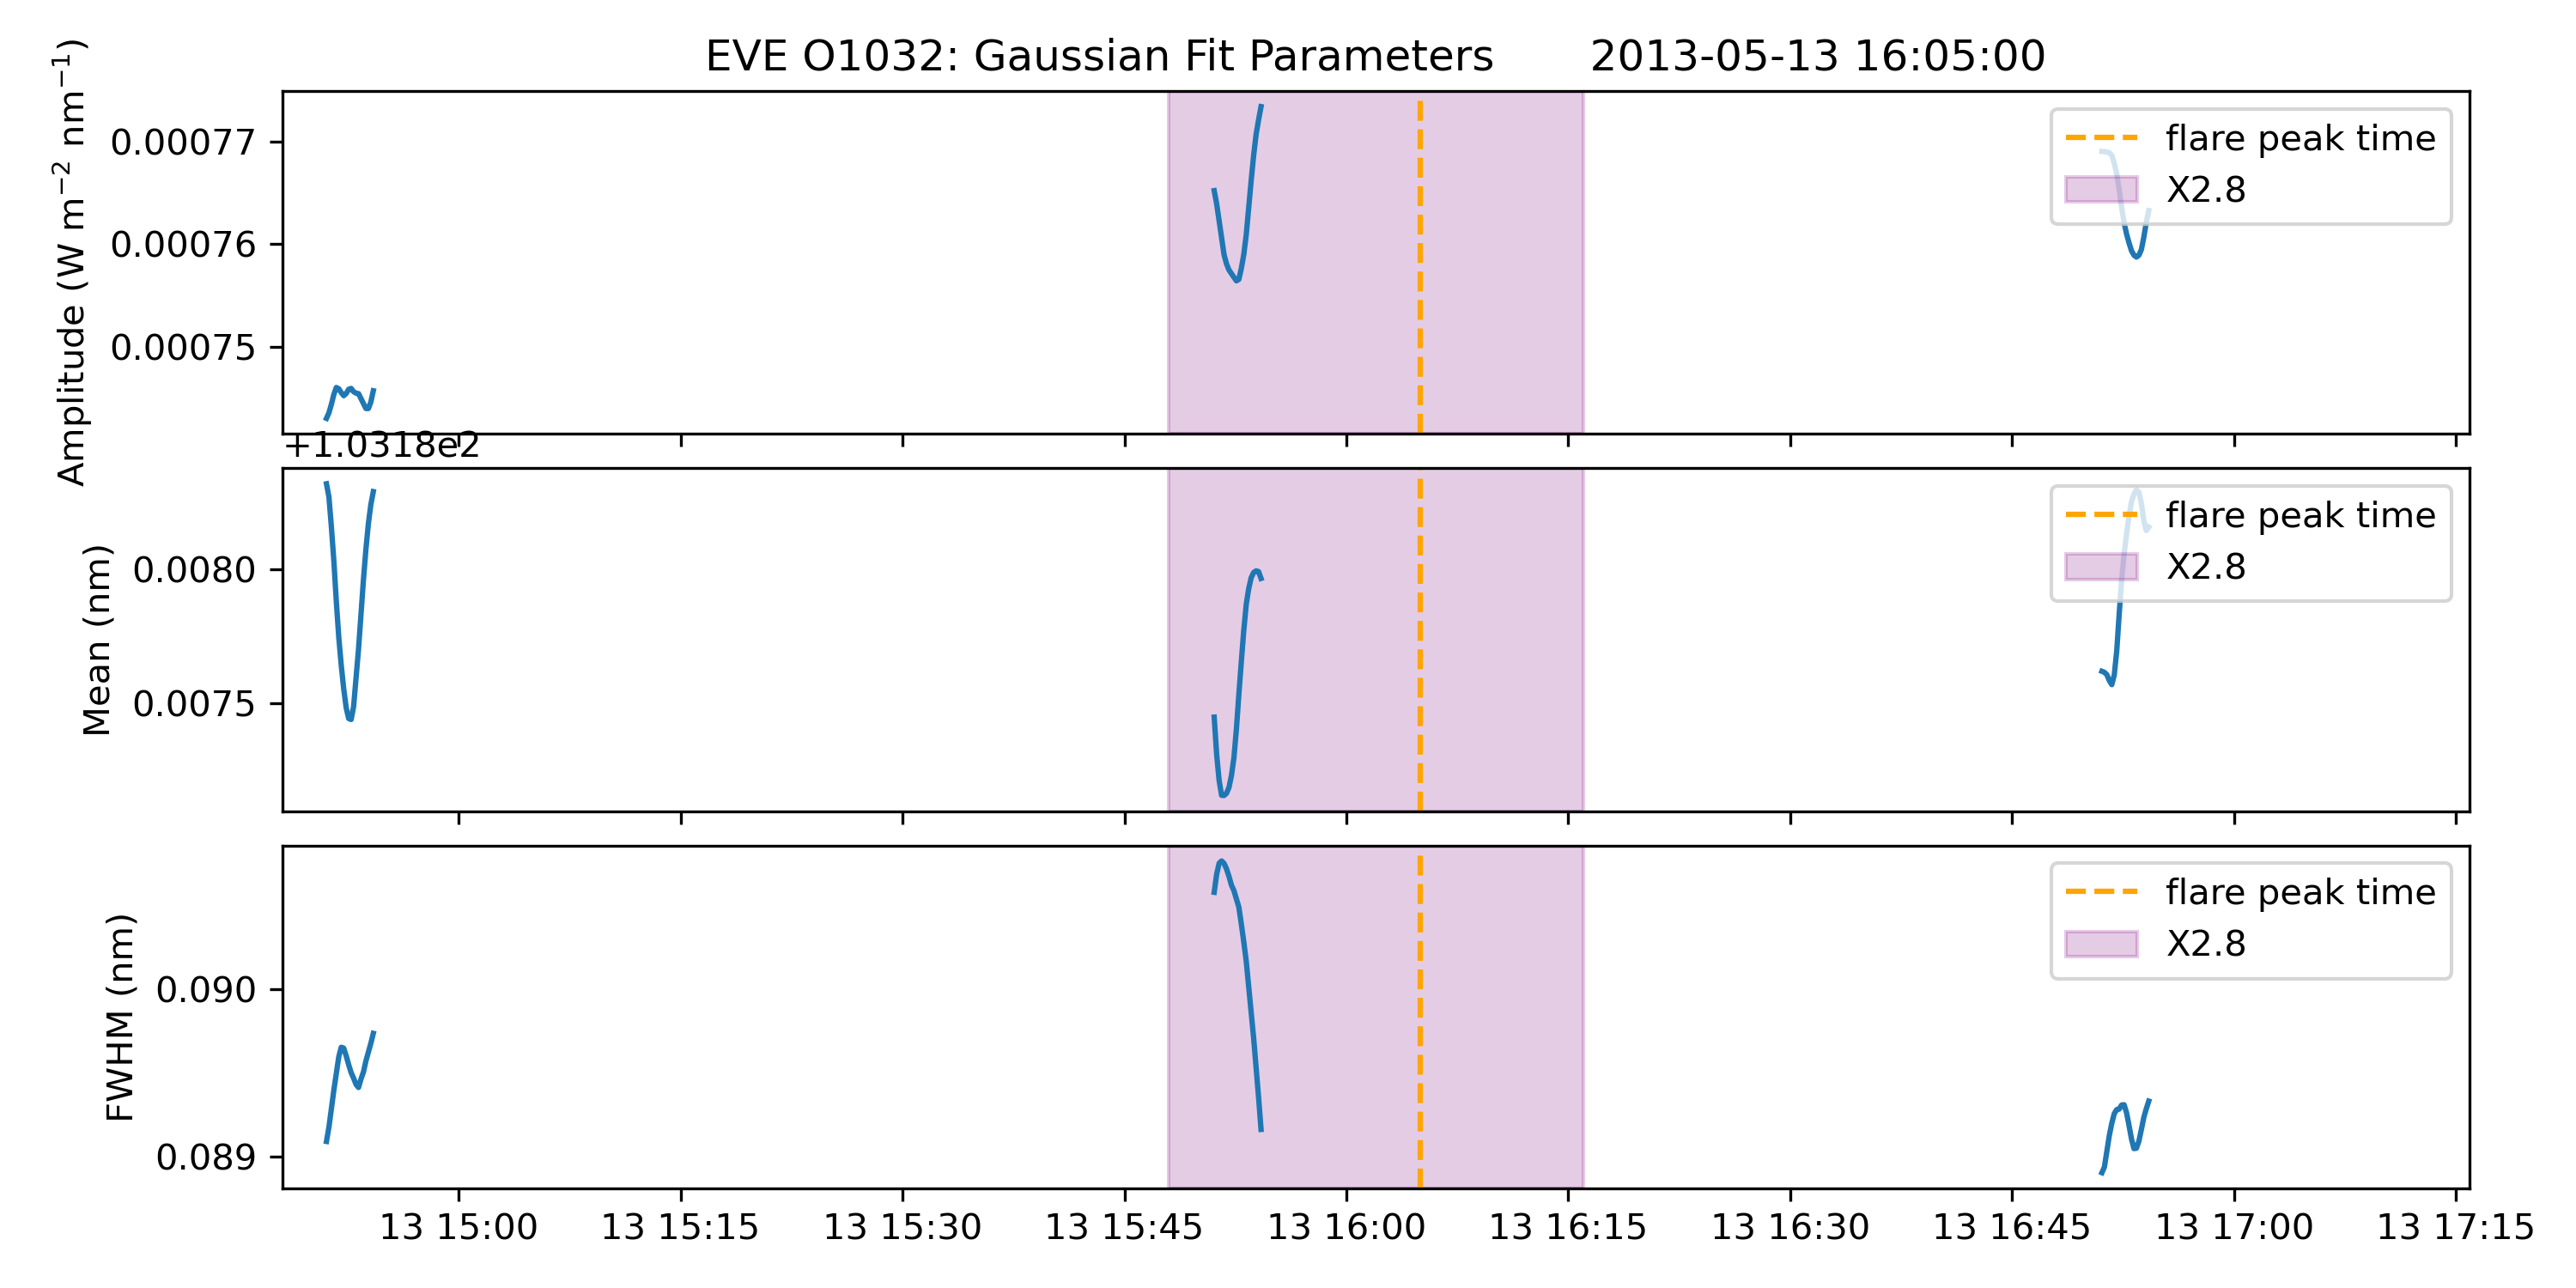 EVE O1032: Gaussian Fit Parameters 2013-05-13 16:05:00
Amplitude (W m⁻² nm⁻¹)
0.00077
0.00076
0.00075
flare peak time
X2.8
+1.0318e2
Mean (nm)
0.0080
0.0075
flare peak time
X2.8
FWHM (nm)
0.090
0.089
flare peak time
X2.8
13 15:00 13 15:15 13 15:30 13 15:45 13 16:00 13 16:15 13 16:30 13 16:45 13 17:00 13 17:15